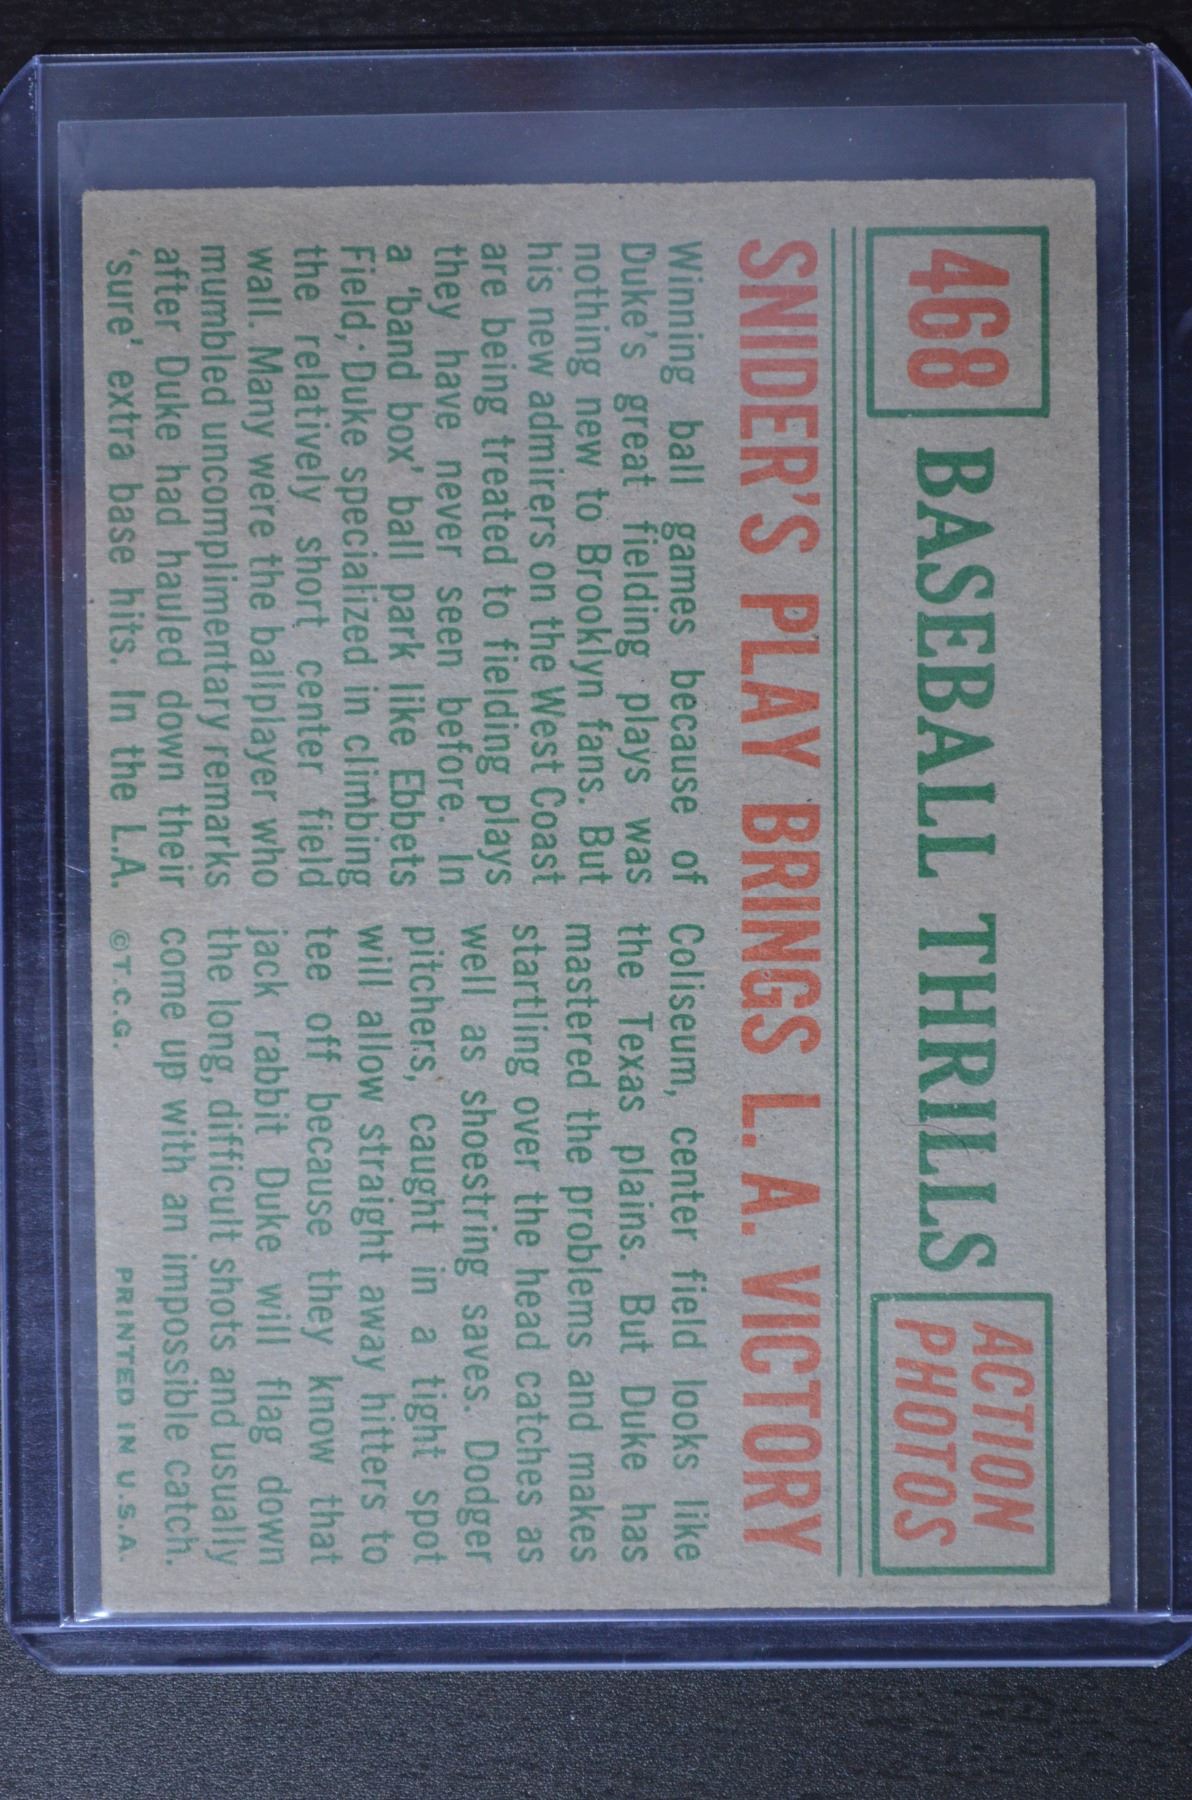 468
BASEBALL THRILLS
ACTION
PHOTOS
SNIDER'S PLAY BRINGS L. A. VICTORY
Winning ball games because of
Duke's great fielding plays was
nothing new to Brooklyn fans. But
his new admirers on the West Coast
are being treated to fielding plays
they have never seen before. In
a 'band box' ball park like Ebbets
Field, Duke specialized in climbing
the relatively short center field
wall. Many were the ballplayer who
mumbled uncomplimentary remarks
after Duke had hauled down their
'sure' extra base hits. In the L.A.
Coliseum, center field looks like
the Texas plains. But Duke has
mastered the problems and makes
startling over the head catches as
well as shoestring saves. Dodger
pitchers, caught in a tight spot
will allow straight away hitters to
tee off because they know that
jack rabbit Duke will flag down
the long, difficult shots and usually
come up with an impossible catch.
©T.C.G.
PRINTED IN U.S.A.